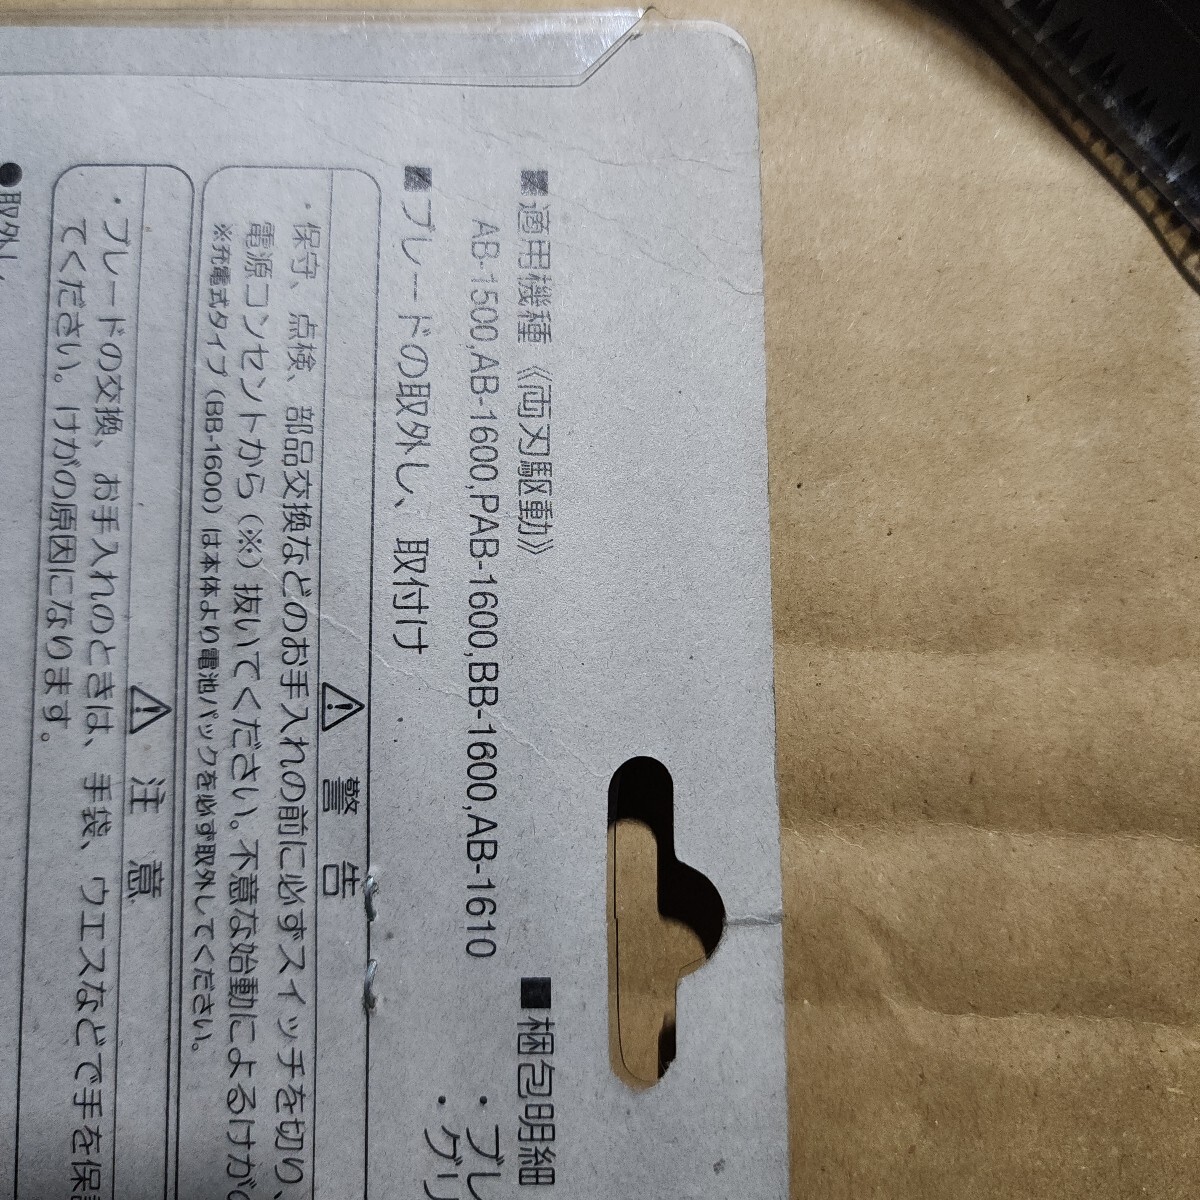 ■適用機種《両刃駆動》
AB-1500,AB-1600,PAB-1600,BB-1600,AB-1610
■梱包明細
・ブレ
・グリ
■ブレードの取外し、取付け
⚠ 警 告
・保守、点検、部品交換などのお手入れの前に必ずスイッチを切り、
電源コンセントから(※)抜いてください。不意な始動によるけがの
※充電式タイプ(BB-1600)は本体より電池パックを必ず取外してください。
⚠ 注 意
・ブレードの交換、お手入れのときは、手袋、ウエスなどで手を保護
てください。けがの原因になります。
●取外し